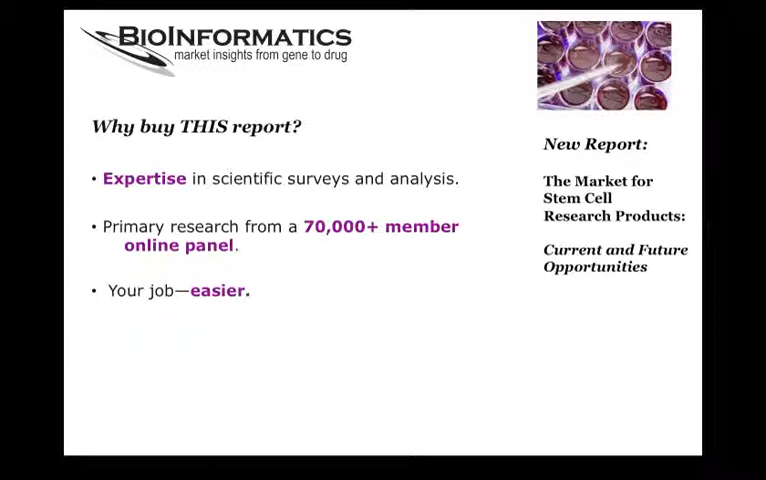 BIOINFORMATICS
market insights from gene to drug
Why buy THIS report?
• Expertise in scientific surveys and analysis.
• Primary research from a 70,000+ member
online panel.
• Your job—easier.
New Report:
The Market for
Stem Cell
Research Products:
Current and Future
Opportunities